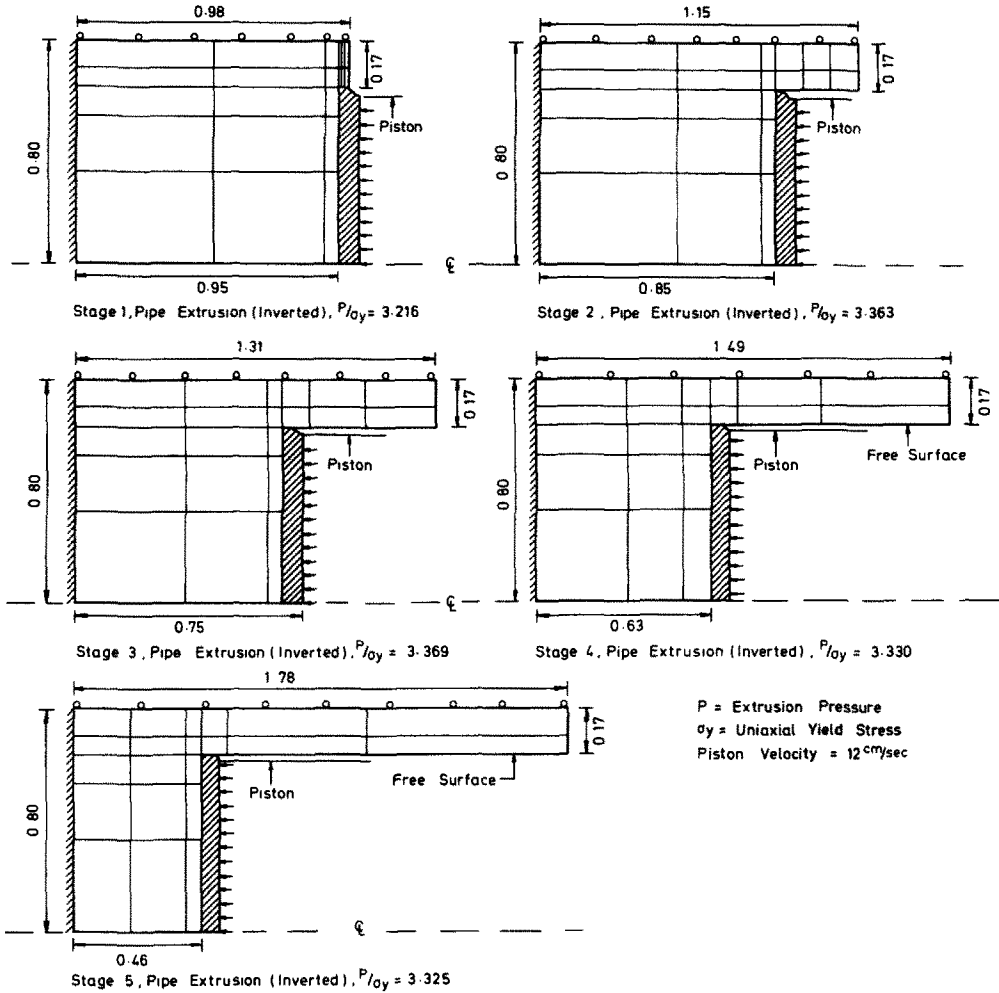 0.98
0.17
0.80
Piston
℄
0.95
Stage 1, Pipe Extrusion (Inverted), P/σy = 3.216
1.15
0.17
0.80
Piston
0.85
Stage 2, Pipe Extrusion (Inverted), P/σy = 3.363
1.31
0.17
0.80
Piston
℄
0.75
Stage 3, Pipe Extrusion (Inverted), P/σy = 3.369
1 49
0.17
0.80
Piston
Free Surface
0.63
Stage 4, Pipe Extrusion (Inverted), P/σy = 3.330
1 78
0.17
0 80
Piston
Free Surface
℄
0.46
Stage 5, Pipe Extrusion (Inverted), P/σy = 3.325
P = Extrusion Pressure
σy = Uniaxial Yield Stress
Piston Velocity = 12 cm/sec